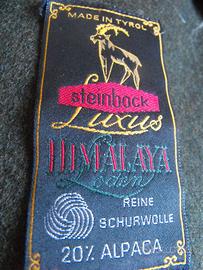 MADE IN TYROL
steinbock
Luxus
HIMALAYA
Loden
REINE
SCHURWOLLE
20% ALPACA